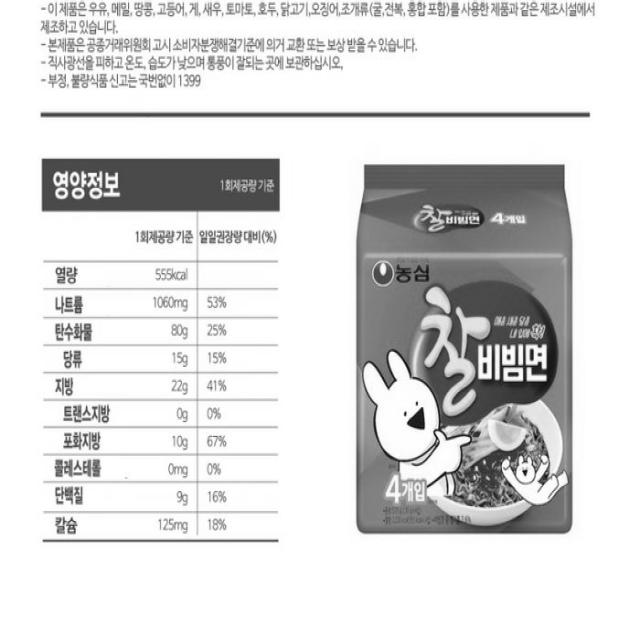 - 이 제품은 우유, 메밀, 땅콩, 고등어, 게, 새우, 토마토, 호두, 닭고기,오징어,조개류(굴,전복, 홍합 포함)를 사용한 제품과 같은 제조시설에서
제조하고 있습니다.
- 본제품은 공정거래위원회 고시 소비자분쟁해결기준에 의거 교환 또는 보상 받을 수 있습니다.
- 직사광선을 피하고 온도, 습도가 낮으며 통풍이 잘되는 곳에 보관하십시오,
- 부정, 불량식품 신고는 국번없이 1399
영양정보 1회제공량 기준
1회제공량 기준 일일권장량 대비(%)
열량 555kcal
나트륨 1060mg 53%
탄수화물 80g 25%
당류 15g 15%
지방 22g 41%
트랜스지방 0g 0%
포화지방 10g 67%
콜레스테롤 0mg 0%
단백질 9g 16%
칼슘 125mg 18%
찰비빔면 4개입
농심
매콤 새콤 달콤
내 입에 착!
찰비빔면
4개입